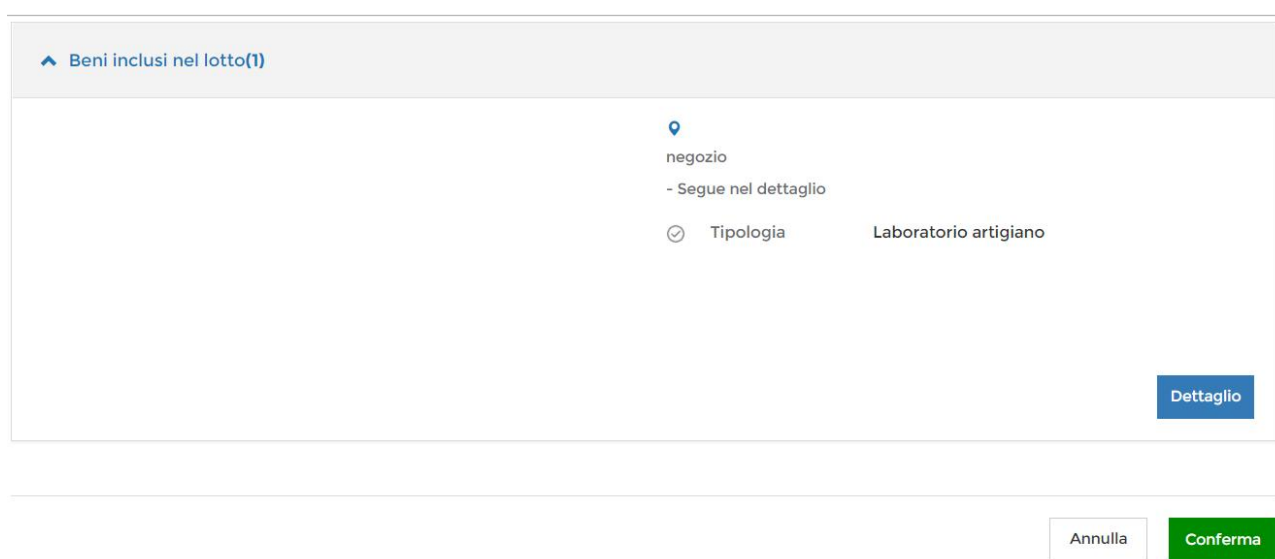 Beni inclusi nel lotto(1)
negozio
- Segue nel dettaglio
Tipologia Laboratorio artigiano
Dettaglio
Annulla Conferma